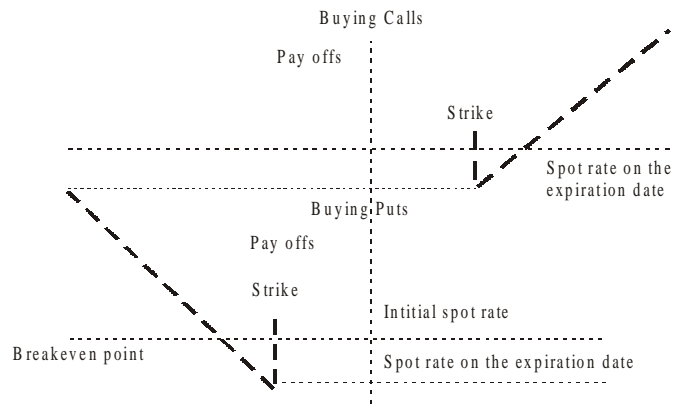 Buying Calls
Pay offs
Strike
Spot rate on the
expiration date
Buying Puts
Pay offs
Strike
Intitial spot rate
Breakeven point
Spot rate on the expiration date